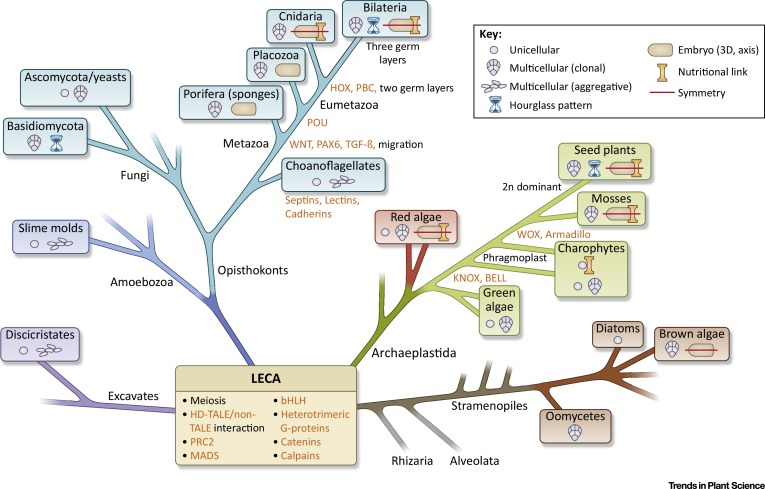 Cnidaria
Bilateria
Three germ
layers
Placozoa
Ascomycota/yeasts
Porifera (sponges)
HOX, PBC, two germ layers
Eumetazoa
POU
Basidiomycota
Metazoa
WNT, PAX6, TGF-ß, migration
Fungi
Choanoflagellates
Septins, Lectins,
Cadherins
Key:
Unicellular
Multicellular (clonal)
Multicellular (aggregative)
Hourglass pattern
Embryo (3D, axis)
Nutritional link
Symmetry
Seed plants
2n dominant
Mosses
Red algae
WOX, Armadillo
Charophytes
Phragmoplast
KNOX, BELL
Green
algae
Slime molds
Amoebozoa
Opisthokonts
Archaeplastida
Discicristates
Excavates
Diatoms
Brown algae
Stramenopiles
Oomycetes
Rhizaria
Alveolata
LECA
• Meiosis
• HD-TALE/non-
TALE interaction
• PRC2
• MADS
• bHLH
• Heterotrimeric
G-proteins
• Catenins
• Calpains
Trends in Plant Science